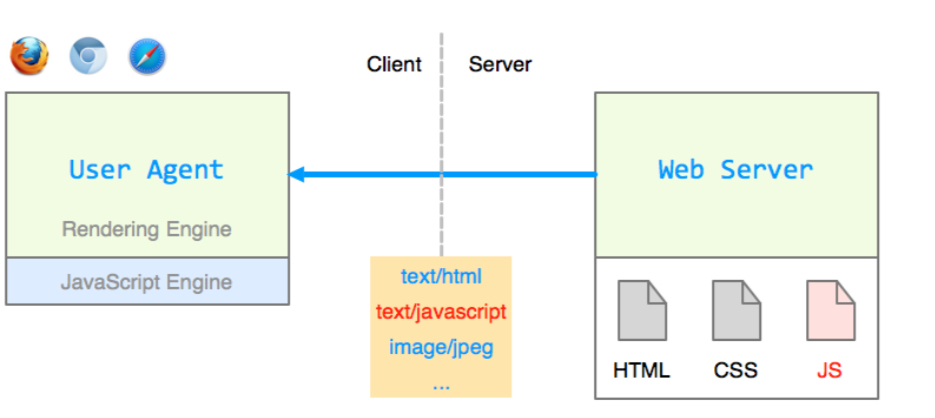 Client
Server
User Agent
Web Server
Rendering Engine
JavaScript Engine
text/html
text/javascript
image/jpeg
...
HTML
CSS
JS